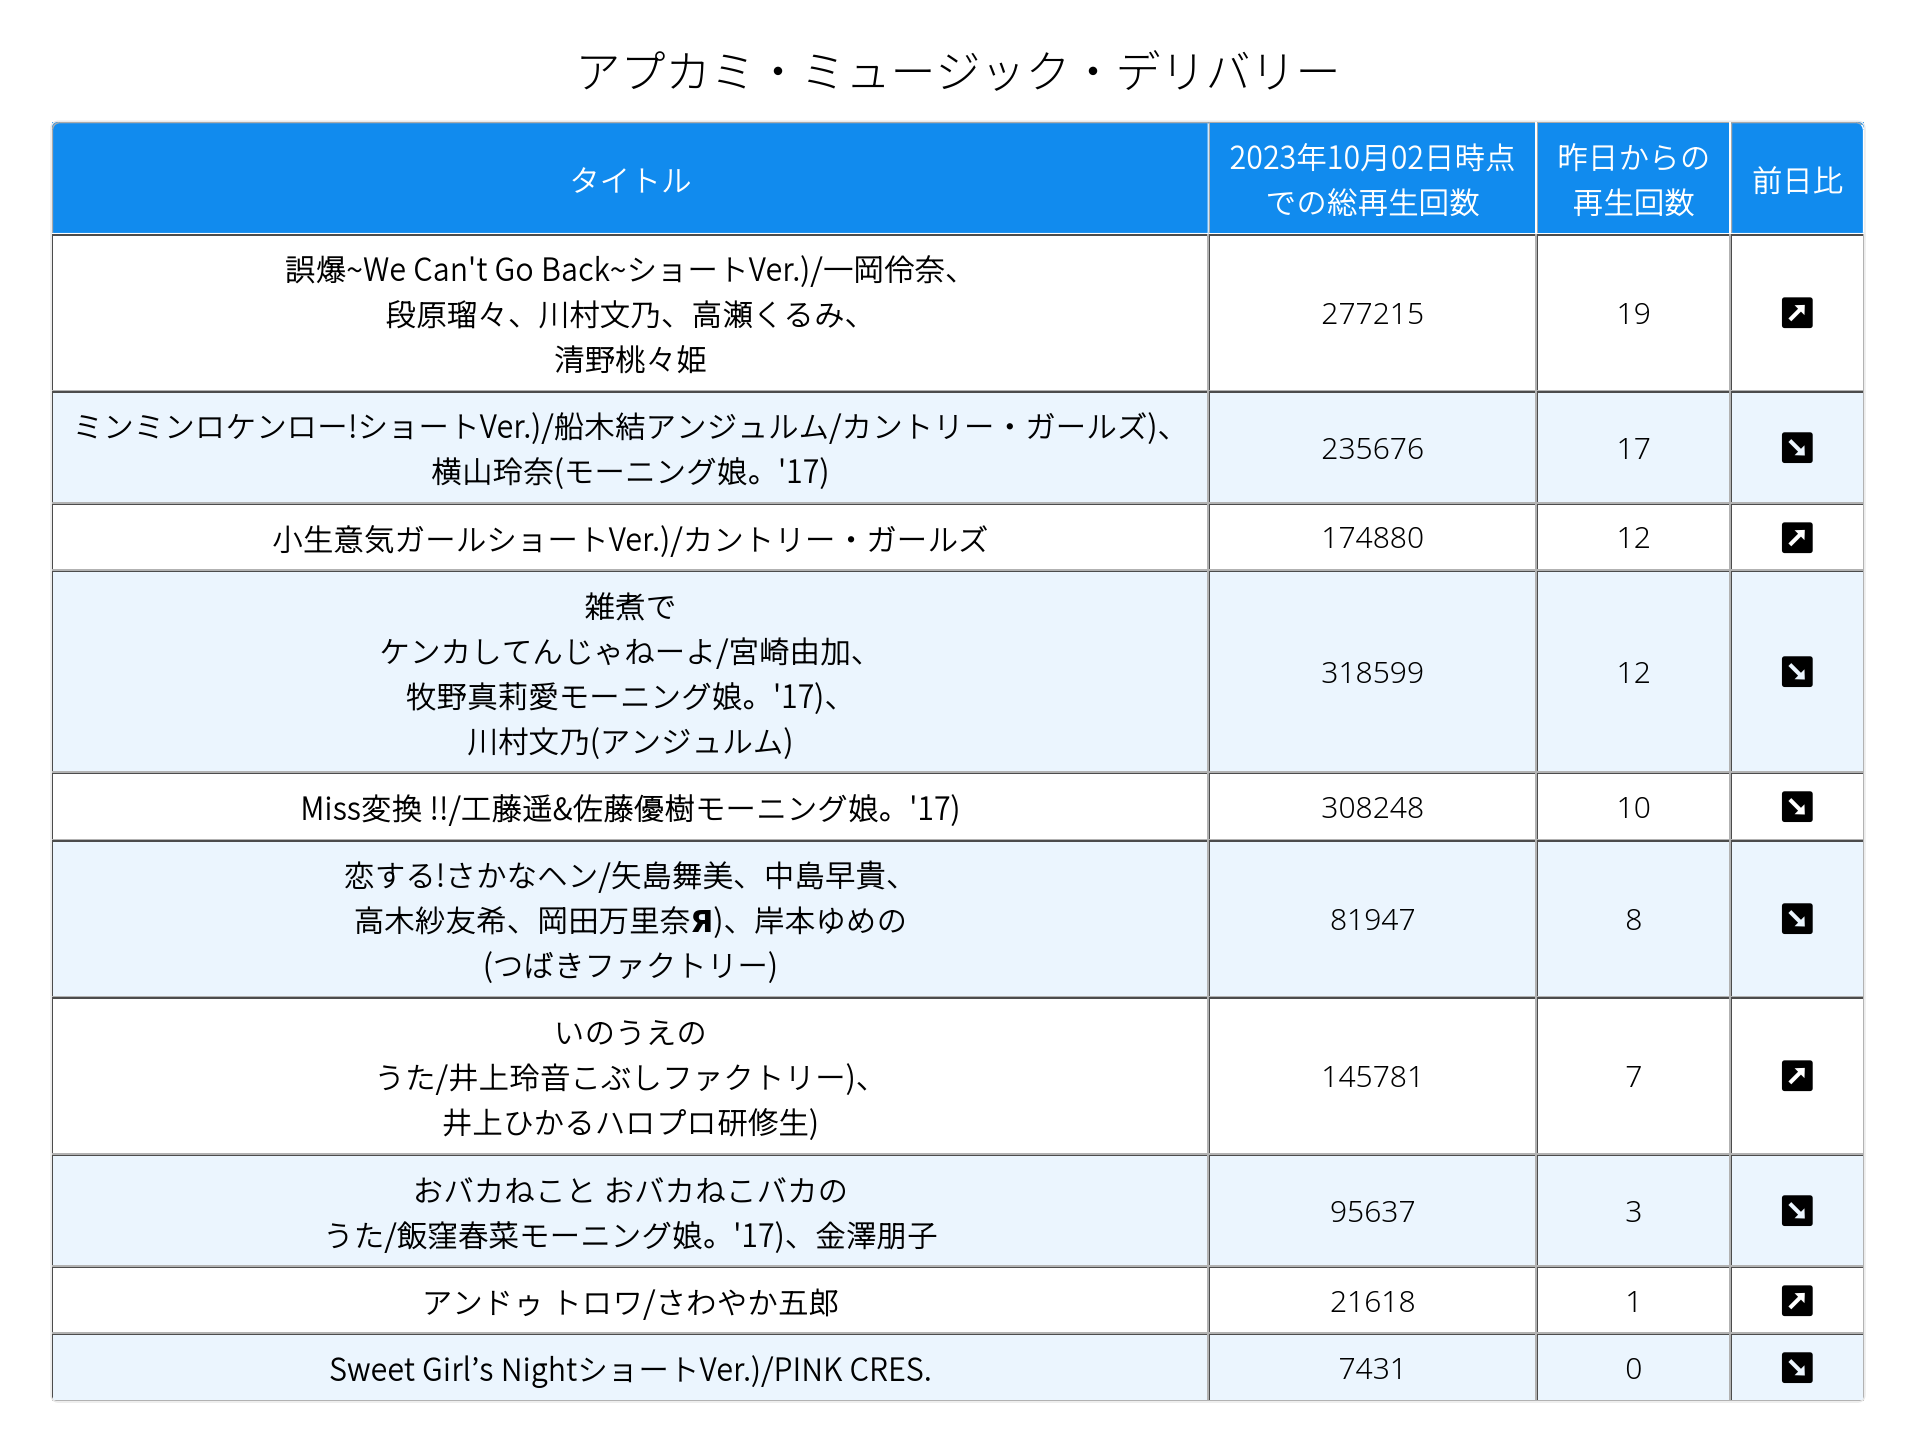 アプカミ・ミュージック・デリバリー
タイトル
2023年10月02日時点
での総再生回数
昨日からの
再生回数
前日比
誤爆~We Can't Go Back~ショートVer.)/一岡伶奈、
段原瑠々、川村文乃、高瀬くるみ、
清野桃々姫
277215
19
ミンミンロケンロー!ショートVer.)/船木結アンジュルム/カントリー・ガールズ)、
横山玲奈(モーニング娘。'17)
235676
17
小生意気ガールショートVer.)/カントリー・ガールズ
174880
12
雑煮で
ケンカしてんじゃねーよ/宮崎由加、
牧野真莉愛モーニング娘。'17)、
川村文乃(アンジュルム)
318599
12
Miss変換 !!/工藤遥&佐藤優樹モーニング娘。'17)
308248
10
恋する!さかなヘン/矢島舞美、中島早貴、
高木紗友希、岡田万里奈Я)、岸本ゆめの
(つばきファクトリー)
81947
8
いのうえの
うた/井上玲音こぶしファクトリー)、
井上ひかるハロプロ研修生)
145781
7
おバカねこと おバカねこバカの
うた/飯窪春菜モーニング娘。'17)、金澤朋子
95637
3
アンドゥ トロワ/さわやか五郎
21618
1
Sweet Girl’s NightショートVer.)/PINK CRES.
7431
0